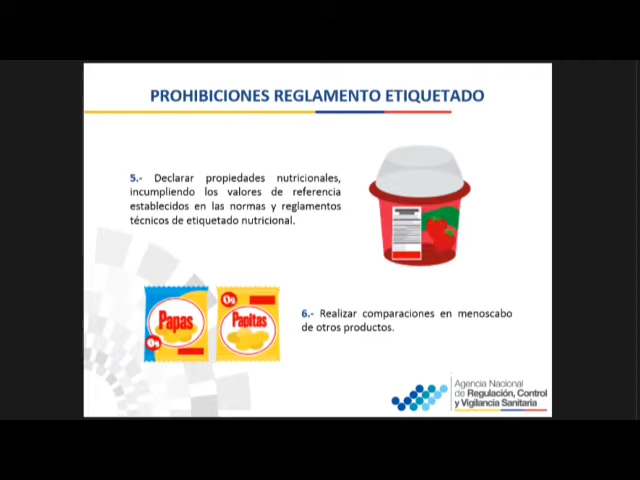 PROHIBICIONES REGLAMENTO ETIQUETADO
5.- Declarar propiedades nutricionales,
incumpliendo los valores de referencia
establecidos en las normas y reglamentos
técnicos de etiquetado nutricional.
Papas
0g
0g
Papitas
6.- Realizar comparaciones en menoscabo
de otros productos.
Agencia Nacional
de Regulación, Control
y Vigilancia Sanitaria